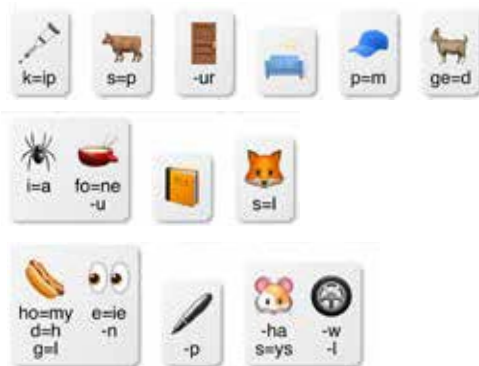 k=ip s=p -ur p=m ge=d
i=a fo=ne s=l
-u
ho=my e=ie -p -ha -w
d=h -n s=ys -l
g=l